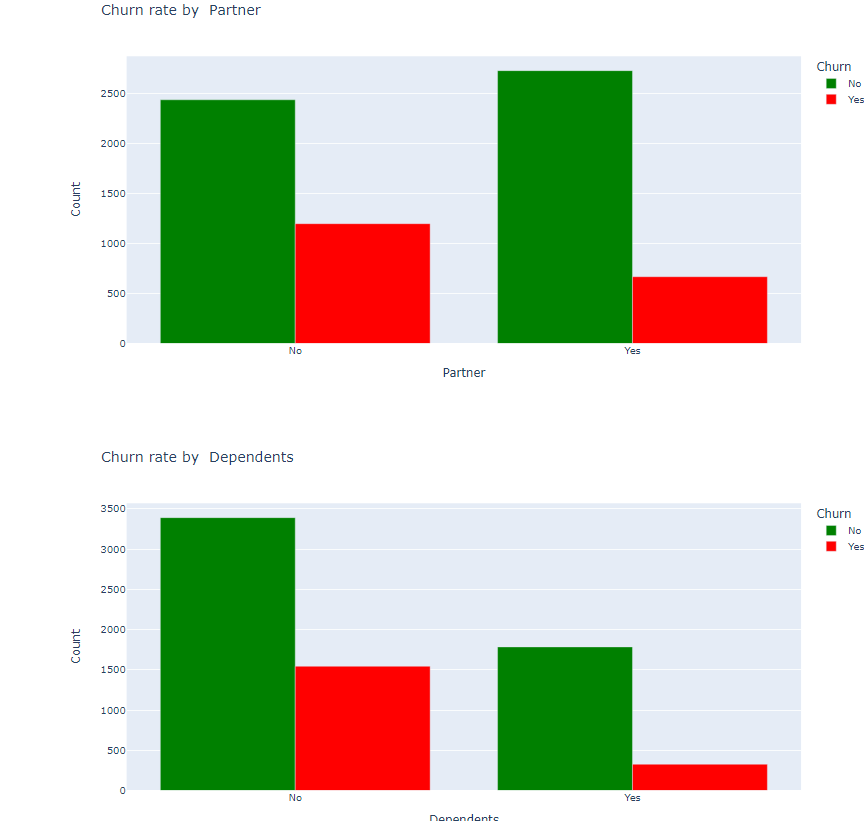 Churn rate by  Partner
Churn
No
Yes
2500
2000
1500
1000
500
0
Count
No
Yes
Partner
Churn rate by  Dependents
Churn
No
Yes
3500
3000
2500
2000
1500
1000
500
0
Count
No
Yes
Dependents